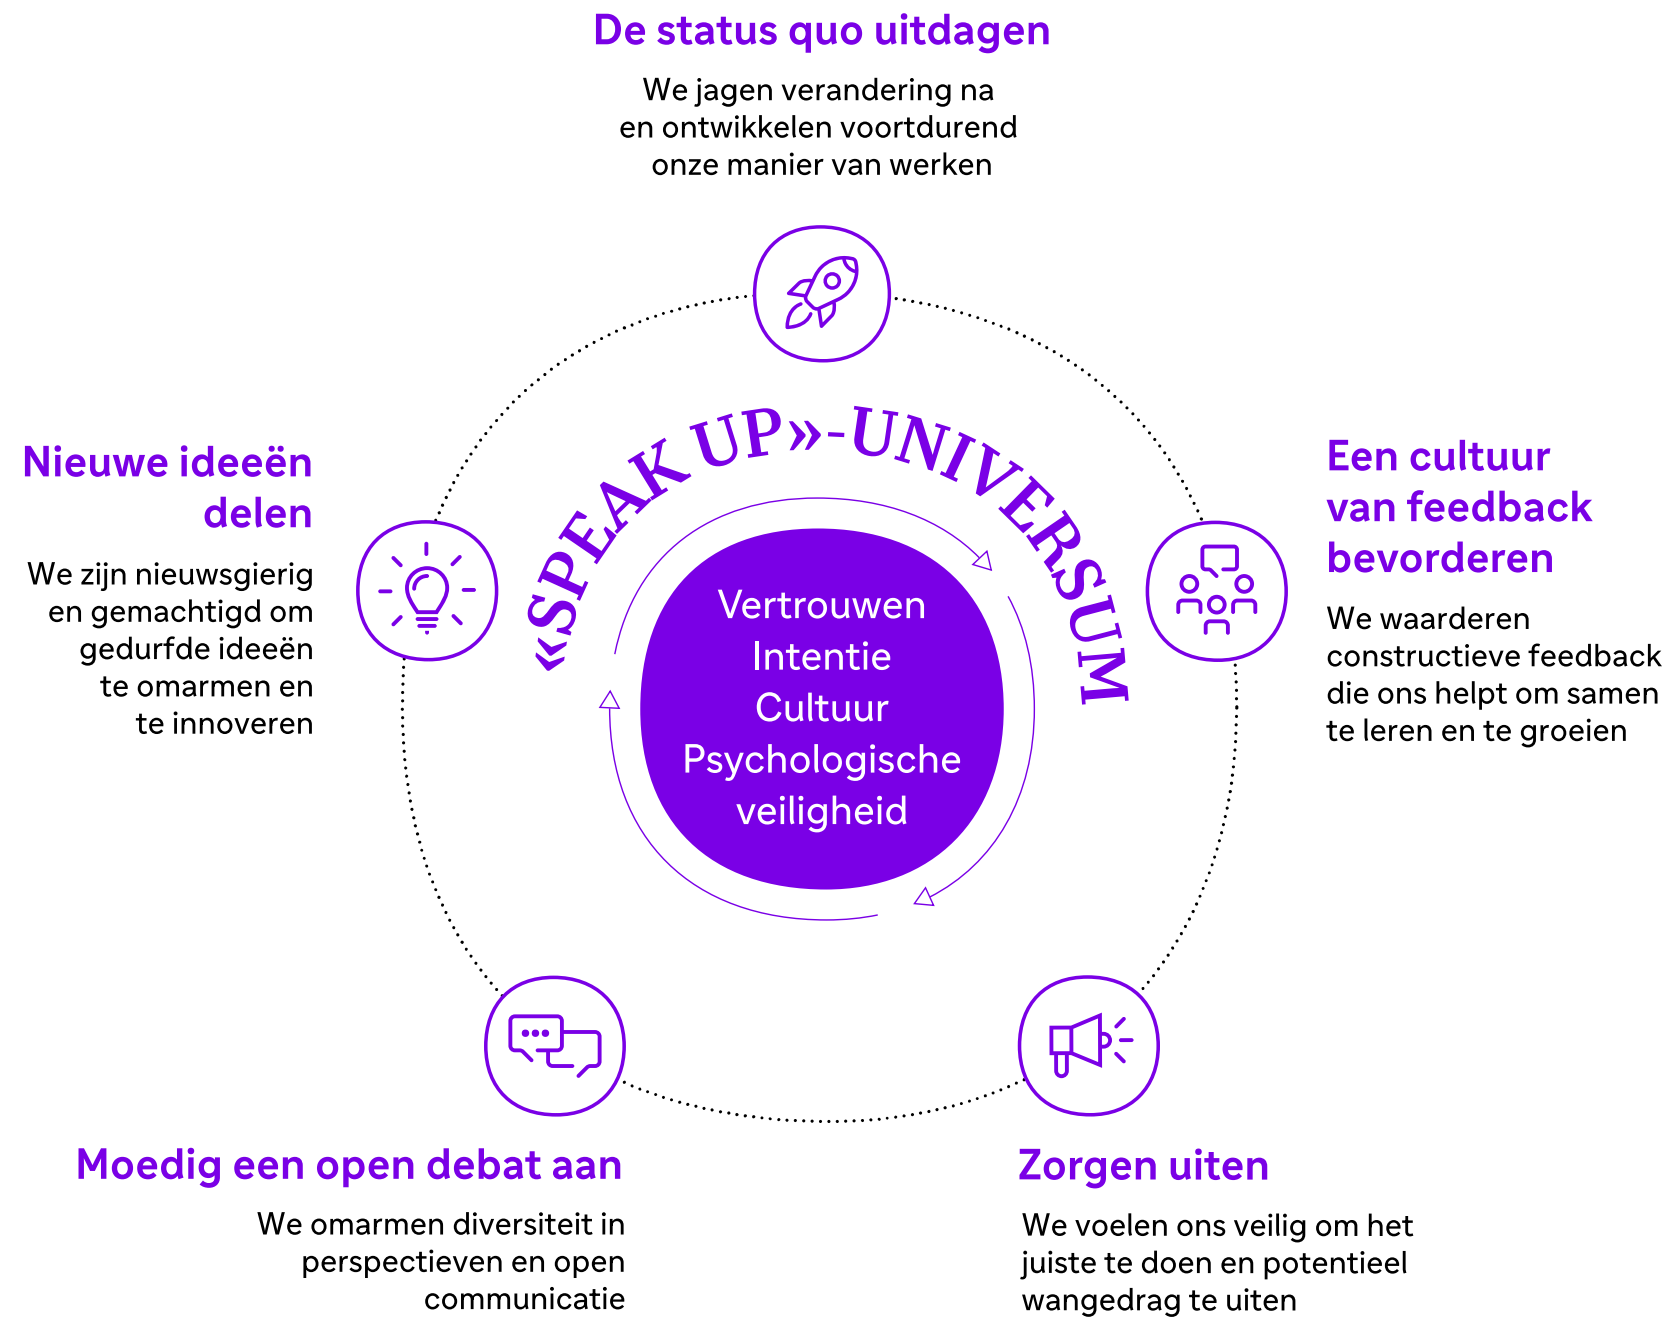 De status quo uitdagen
We jagen verandering na
en ontwikkelen voortdurend
onze manier van werken
«SPEAK UP»-UNIVERSUM
Nieuwe ideeën
delen
We zijn nieuwsgierig
en gemachtigd om
gedurfde ideeën
te omarmen en
te innoveren
Vertrouwen
Intentie
Cultuur
Psychologische
veiligheid
Een cultuur
van feedback
bevorderen
We waarderen
constructieve feedback
die ons helpt om samen
te leren en te groeien
Moedig een open debat aan
We omarmen diversiteit in
perspectieven en open
communicatie
Zorgen uiten
We voelen ons veilig om het
juiste te doen en potentieel
wangedrag te uiten